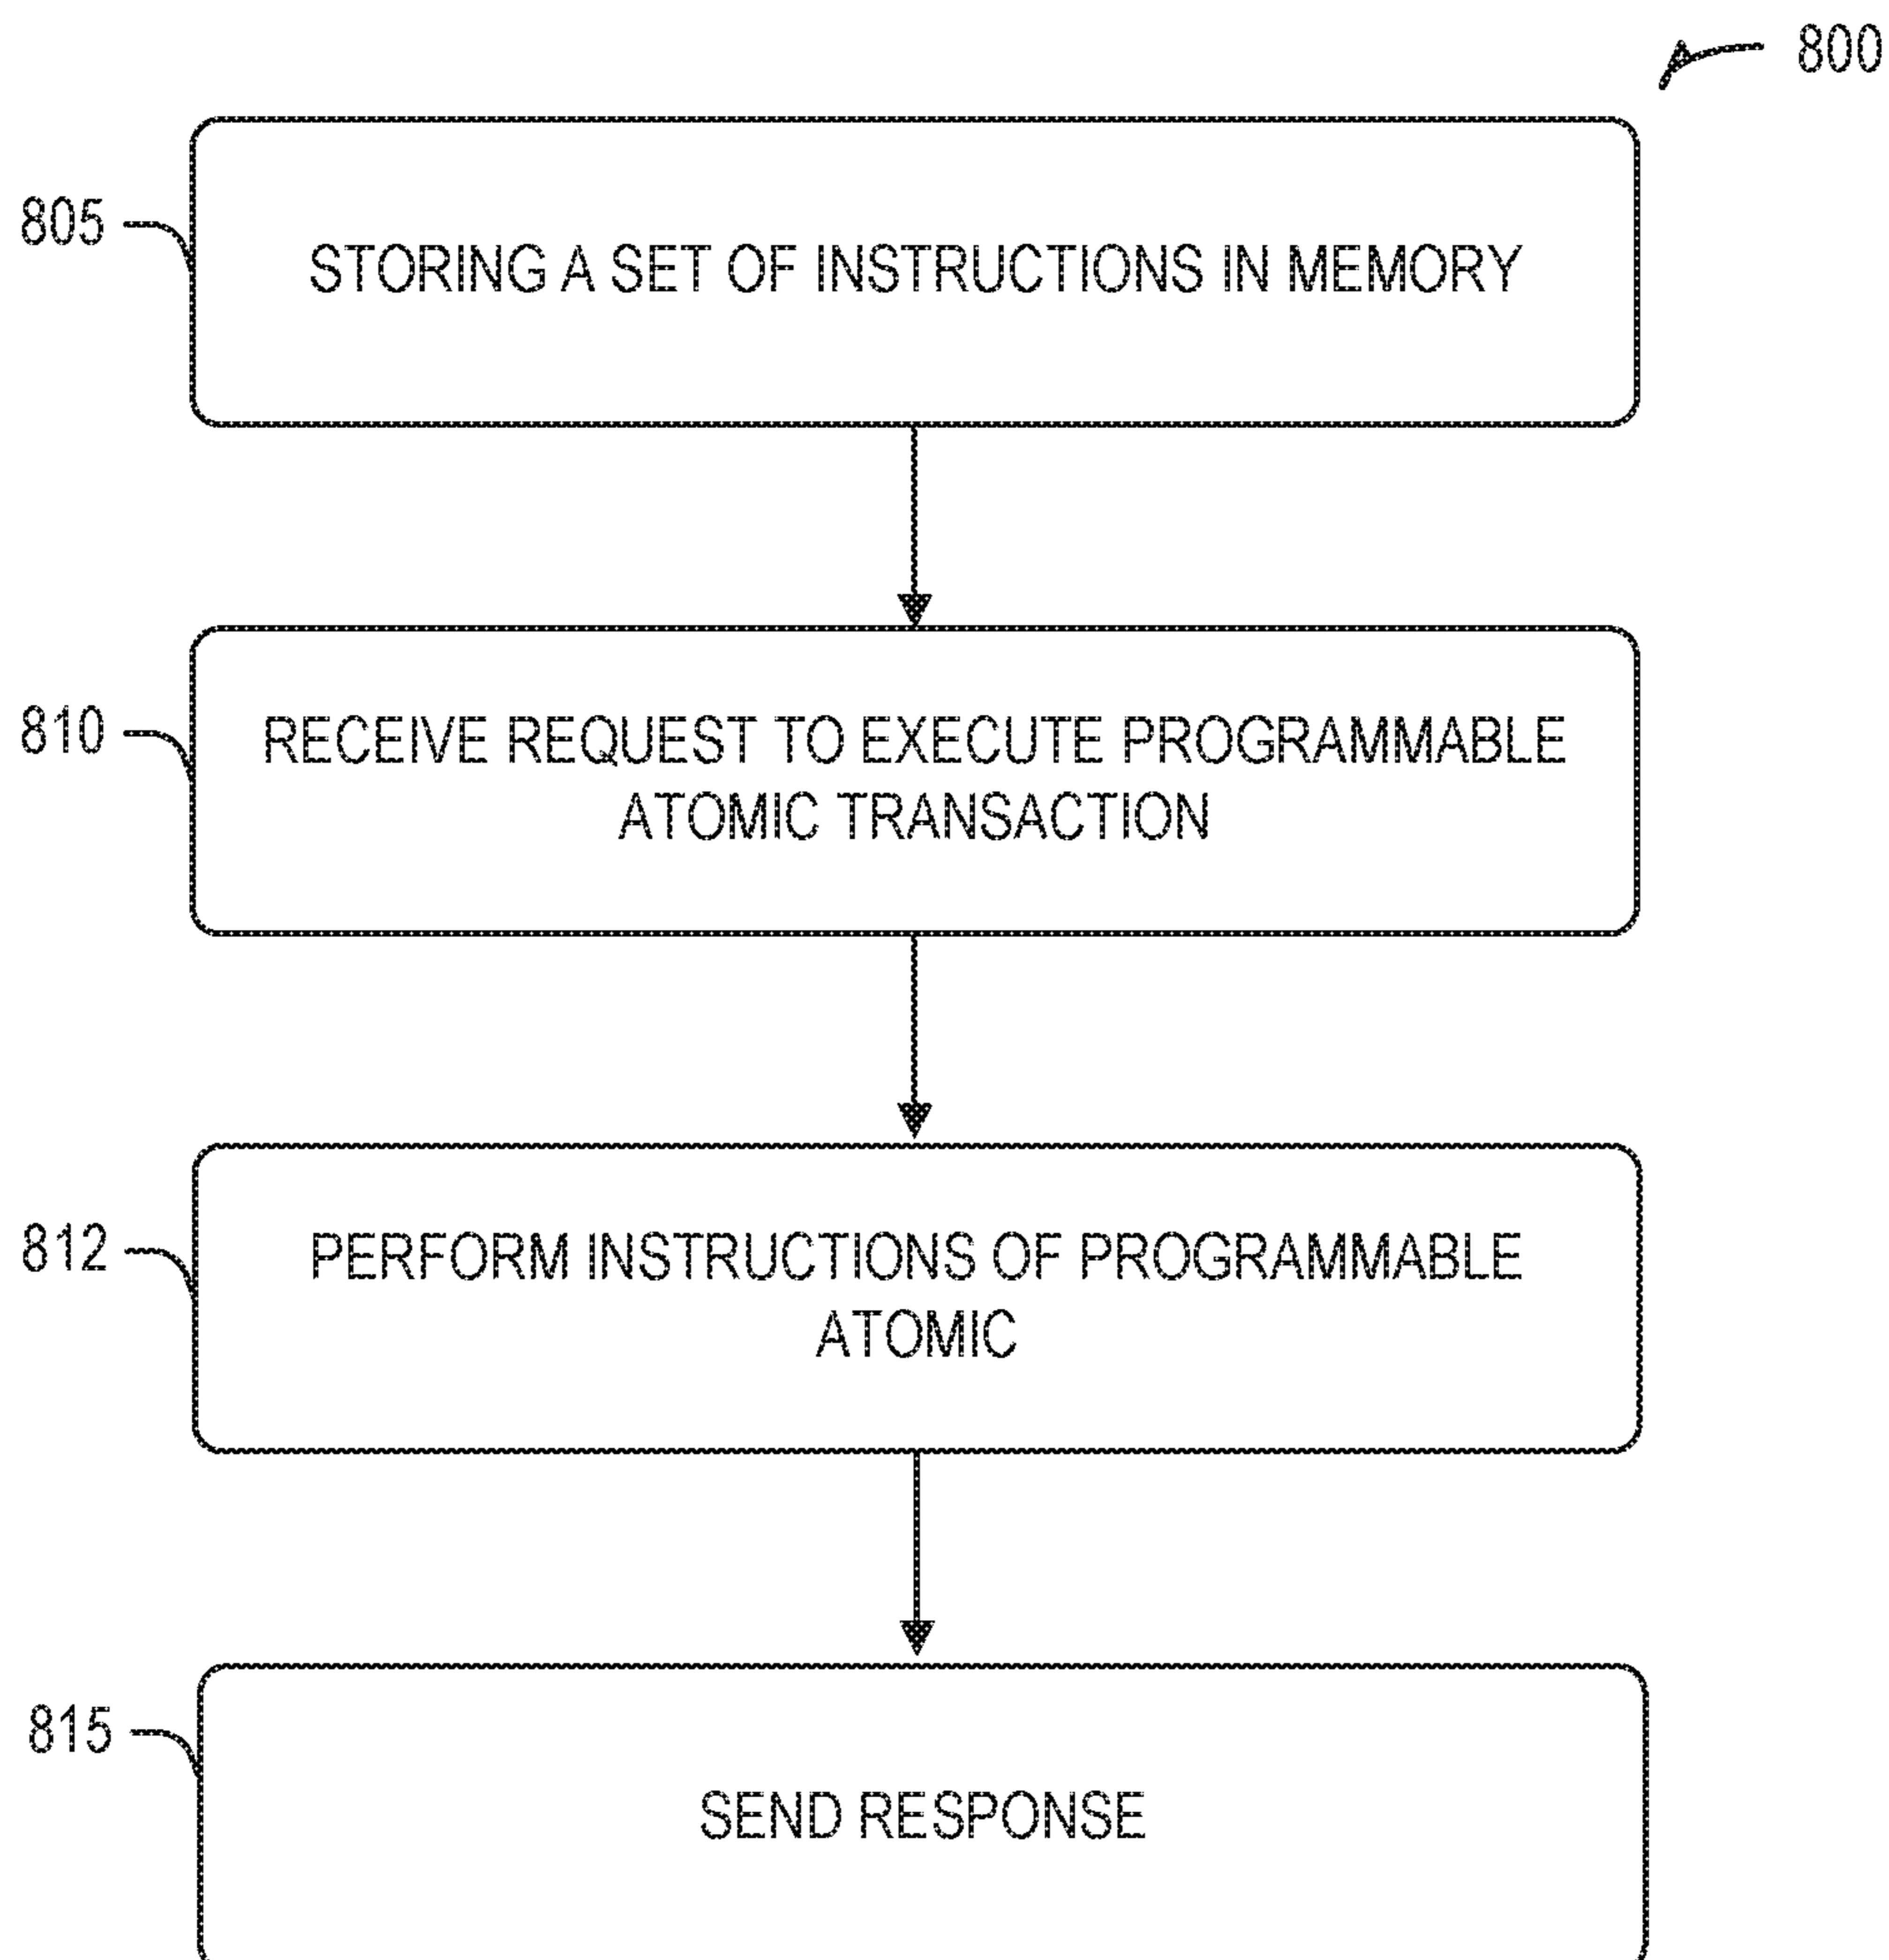 800
805
STORING A SET OF INSTRUCTIONS IN MEMORY
810
RECEIVE REQUEST TO EXECUTE PROGRAMMABLE
ATOMIC TRANSACTION
812
PERFORM INSTRUCTIONS OF PROGRAMMABLE
ATOMIC
815
SEND RESPONSE